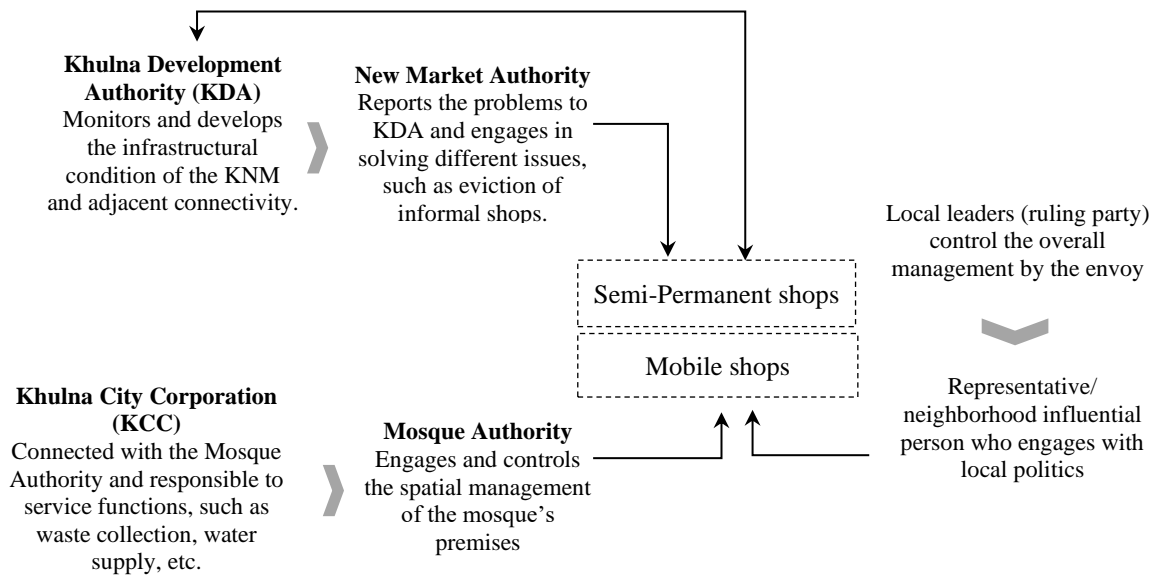 Khulna Development
Authority (KDA)
Monitors and develops
the infrastructural
condition of the KNM
and adjacent connectivity.
New Market Authority
Reports the problems to
KDA and engages in
solving different issues,
such as eviction of
informal shops.
Semi-Permanent shops
Mobile shops
Local leaders (ruling party)
control the overall
management by the envoy
Representative/
neighborhood influential
person who engages with
local politics
Khulna City Corporation
(KCC)
Connected with the Mosque
Authority and responsible to
service functions, such as
waste collection, water
supply, etc.
Mosque Authority
Engages and controls
the spatial management
of the mosque’s
premises